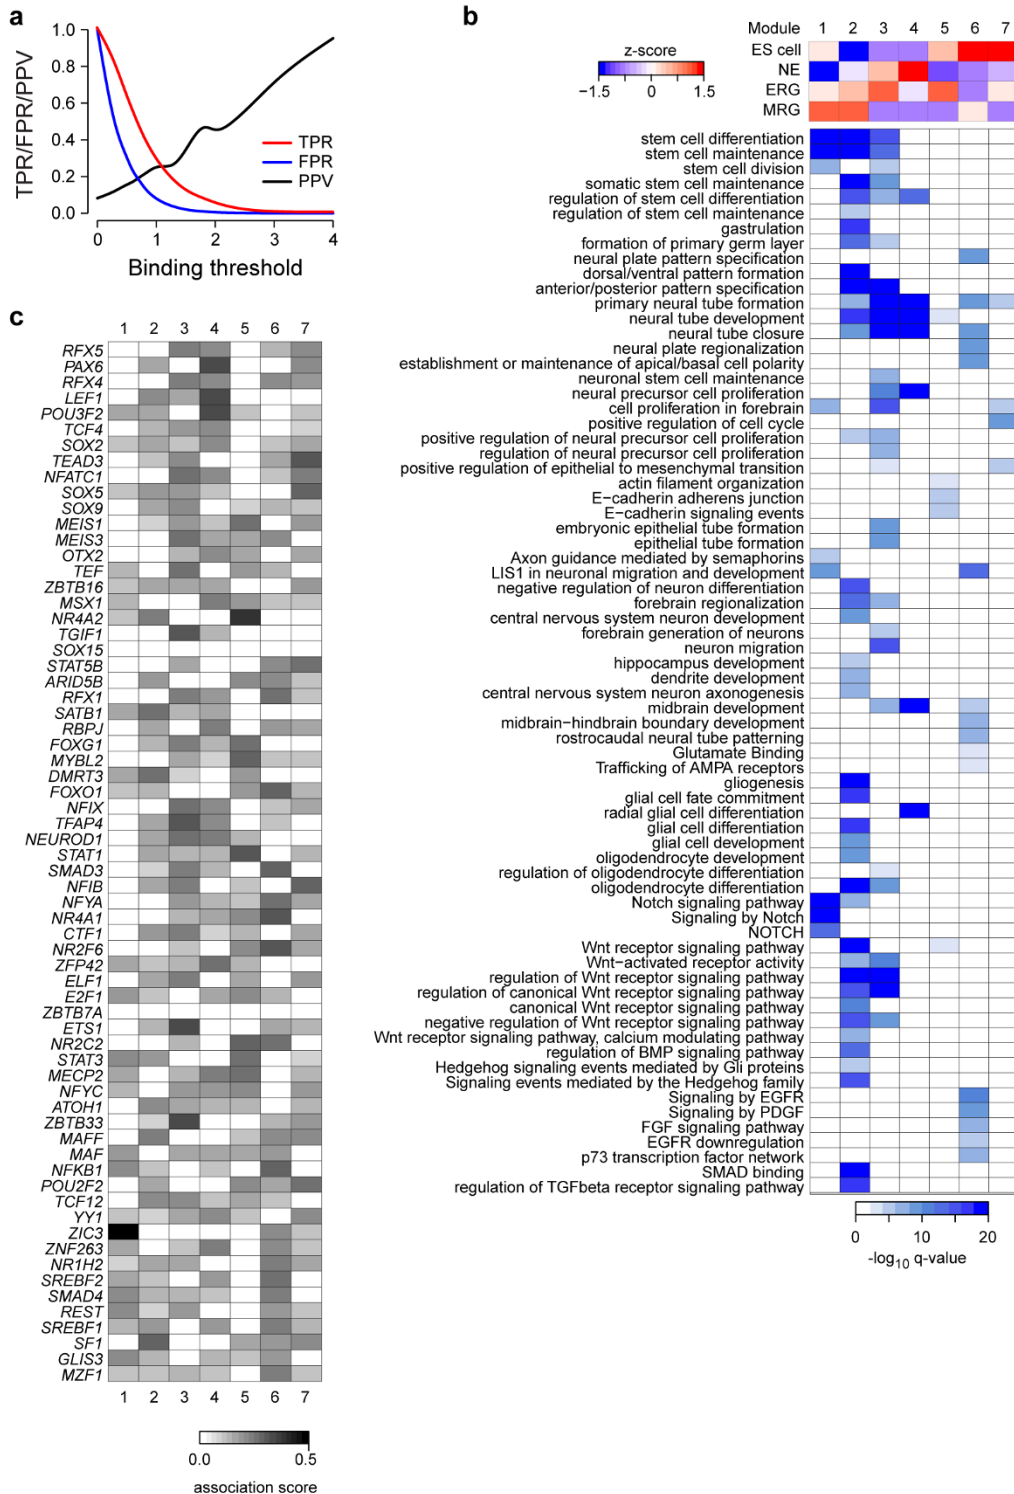 a
1.0
0.8
0.6
0.4
0.2
0.0
TPR/FPR/PPV
TPR
FPR
PPV
0 1 2 3 4
Binding threshold
b
Module 1 2 3 4 5 6 7
z-score
−1.5 0 1.5
ES cell
NE
ERG
MRG
stem cell differentiation
stem cell maintenance
stem cell division
somatic stem cell maintenance
regulation of stem cell differentiation
regulation of stem cell maintenance
gastrulation
formation of primary germ layer
neural plate pattern specification
dorsal/ventral pattern formation
anterior/posterior pattern specification
primary neural tube formation
neural tube development
neural tube closure
neural plate regionalization
establishment or maintenance of apical/basal cell polarity
neuronal stem cell maintenance
neural precursor cell proliferation
cell proliferation in forebrain
positive regulation of cell cycle
positive regulation of neural precursor cell proliferation
regulation of neural precursor cell proliferation
positive regulation of epithelial to mesenchymal transition
actin filament organization
E−cadherin adherens junction
E−cadherin signaling events
embryonic epithelial tube formation
epithelial tube formation
Axon guidance mediated by semaphorins
LIS1 in neuronal migration and development
negative regulation of neuron differentiation
forebrain regionalization
central nervous system neuron development
forebrain generation of neurons
neuron migration
hippocampus development
dendrite development
central nervous system neuron axonogenesis
midbrain development
midbrain−hindbrain boundary development
rostrocaudal neural tube patterning
Glutamate Binding
Trafficking of AMPA receptors
gliogenesis
glial cell fate commitment
radial glial cell differentiation
glial cell differentiation
glial cell development
oligodendrocyte development
regulation of oligodendrocyte differentiation
oligodendrocyte differentiation
Notch signaling pathway
Signaling by Notch
NOTCH
Wnt receptor signaling pathway
Wnt−activated receptor activity
regulation of Wnt receptor signaling pathway
regulation of canonical Wnt receptor signaling pathway
canonical Wnt receptor signaling pathway
negative regulation of Wnt receptor signaling pathway
Wnt receptor signaling pathway, calcium modulating pathway
regulation of BMP signaling pathway
Hedgehog signaling events mediated by Gli proteins
Signaling events mediated by the Hedgehog family
Signaling by EGFR
Signaling by PDGF
FGF signaling pathway
EGFR downregulation
p73 transcription factor network
SMAD binding
regulation of TGFbeta receptor signaling pathway
0 10 20
-log10 q-value
c
1 2 3 4 5 6 7
RFX5
PAX6
RFX4
LEF1
POU3F2
TCF4
SOX2
TEAD3
NFATC1
SOX5
SOX9
MEIS1
MEIS3
OTX2
TEF
ZBTB16
MSX1
NR4A2
TGIF1
SOX15
STAT5B
ARID5B
RFX1
SATB1
RBPJ
FOXG1
MYBL2
DMRT3
FOXO1
NFIX
TFAP4
NEUROD1
STAT1
SMAD3
NFIB
NFYA
NR4A1
CTF1
NR2F6
ZFP42
ELF1
E2F1
ZBTB7A
ETS1
NR2C2
STAT3
MECP2
NFYC
ATOH1
ZBTB33
MAFF
MAF
NFKB1
POU2F2
TCF12
YY1
ZIC3
ZNF263
NR1H2
SREBF2
SMAD4
REST
SREBF1
SF1
GLIS3
MZF1
1 2 3 4 5 6 7
0.0 0.5
association score